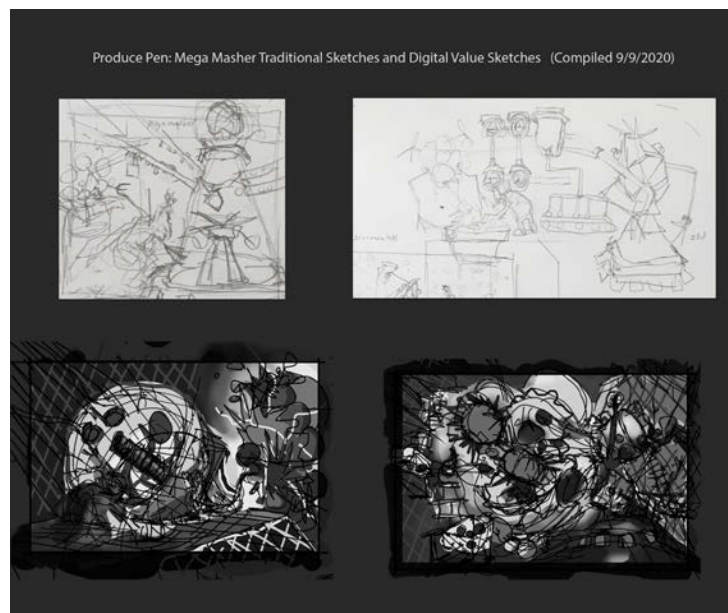 Produce Pen: Mega Masher Traditional Sketches and Digital Value Sketches (Compiled 9/9/2020)